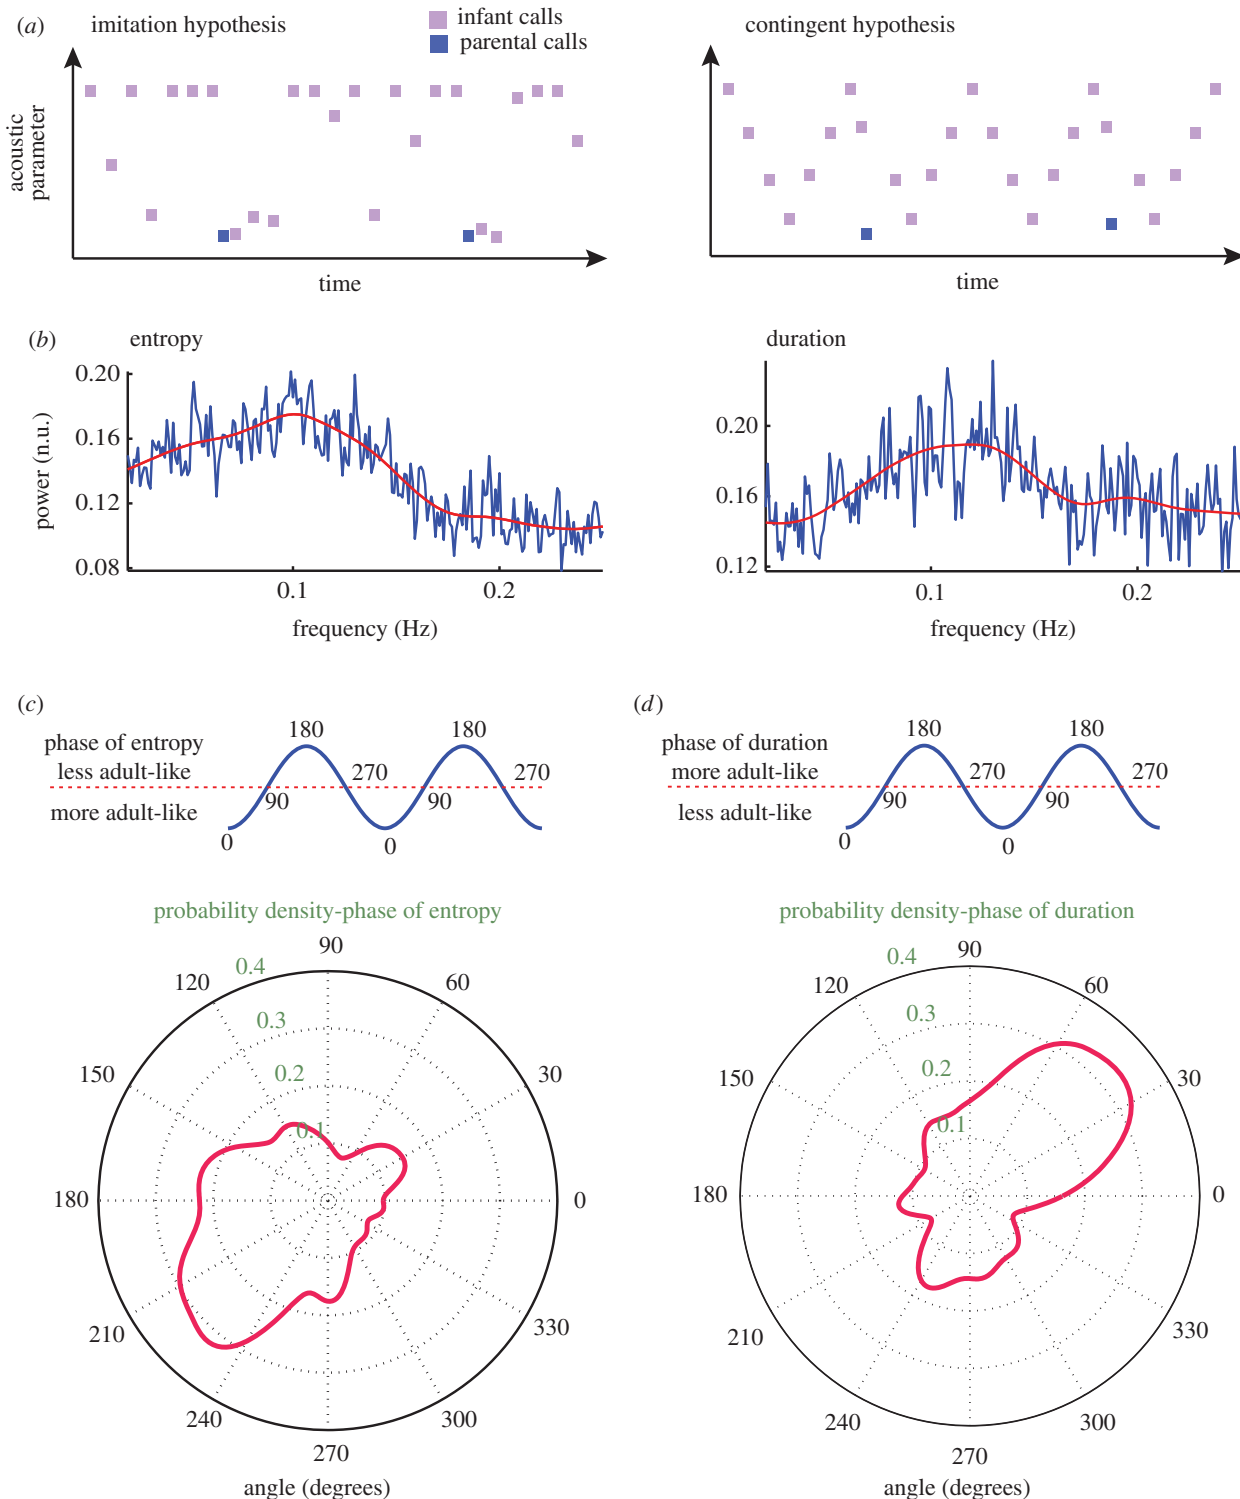 (a) imitation hypothesis
infant calls
parental calls
contingent hypothesis
acoustic
parameter
time
time
(b) entropy
duration
power (n.u.)
0.20
0.16
0.12
0.08
0.1 0.2
frequency (Hz)
0.20
0.16
0.12
0.1 0.2
frequency (Hz)
(c)
phase of entropy
less adult-like
more adult-like
180 180
270 270
90 90
0 0
(d)
phase of duration
more adult-like
less adult-like
180 180
270 270
90 90
0 0
probability density-phase of entropy
90
120 0.4 60
0.3
150 0.2 30
0.1
180 0
210 330
240 300
270
angle (degrees)
probability density-phase of duration
0.4 90
120 60
0.3
150 0.2 30
0.1
180 0
210 330
240 300
270
angle (degrees)